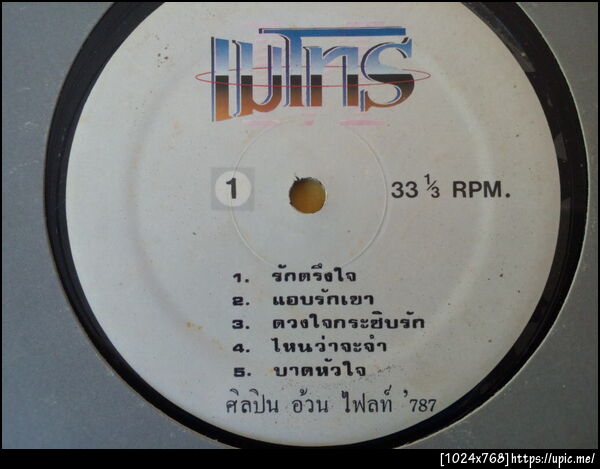 เมโทร
1
33 1/3 RPM.
1. รักตรึงใจ
2. แอบรักเขา
3. ดวงใจกระซิบรัก
4. ไหนว่าจะจำ
5. บาดหัวใจ
ศิลปิน อ้วน ไฟลท์ '787
[1024x768]https://upic.me/